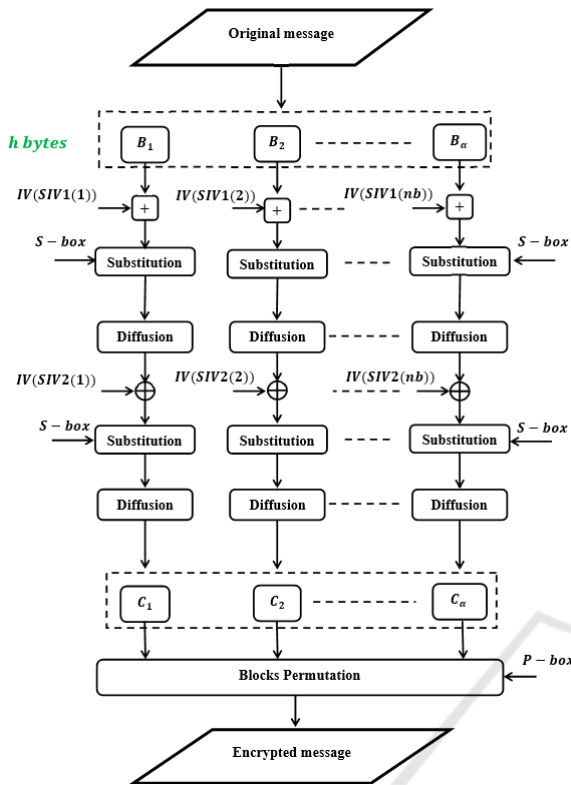 Original message
h bytes
B₁ B₂ Bα
IV(SIV1(1)) IV(SIV1(2)) IV(SIV1(nb))
+ + +
S − box S − box
Substitution Substitution Substitution
Diffusion Diffusion Diffusion
IV(SIV2(1)) IV(SIV2(2)) IV(SIV2(nb))
S − box S − box
Substitution Substitution Substitution
Diffusion Diffusion Diffusion
C₁ C₂ Cα
P − box
Blocks Permutation
Encrypted message